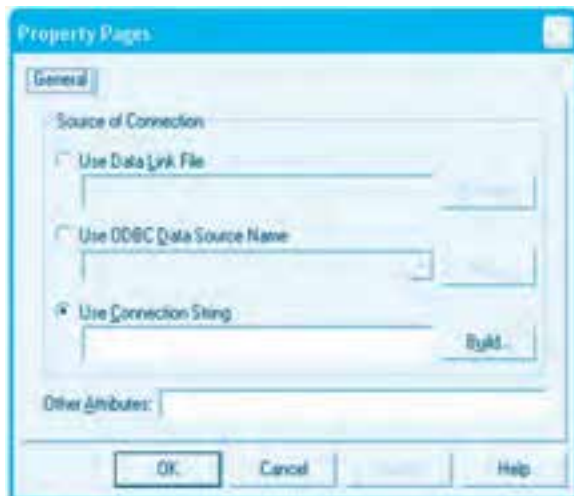 Property Pages
General
Source of Connection
Use Data Link File
Use ODBC Data Source Name
Use Connection String
Build...
Other Attributes:
OK Cancel Help